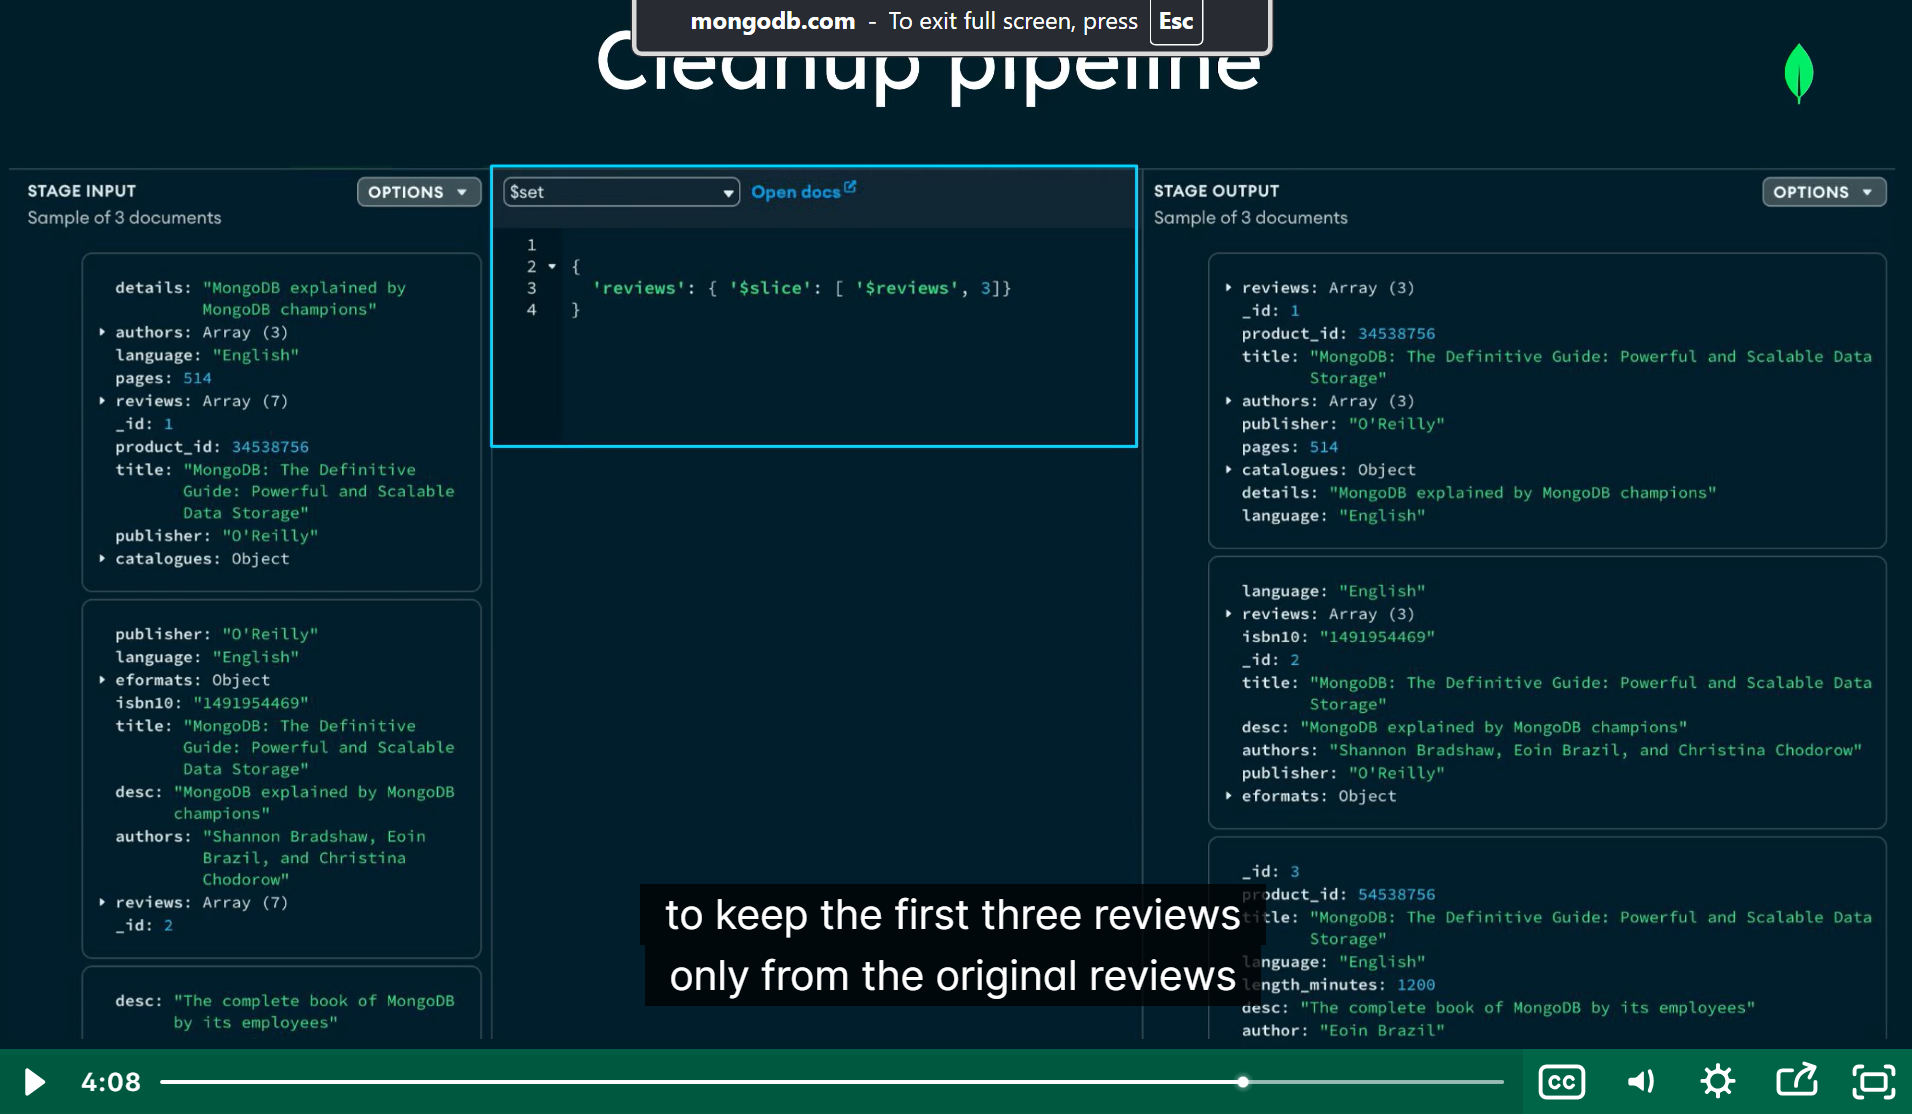 mongodb.com - To exit full screen, press Esc
Cleanup pipeline
STAGE INPUT
OPTIONS
Sample of 3 documents
details: "MongoDB explained by
MongoDB champions"
authors: Array (3)
language: "English"
pages: 514
reviews: Array (7)
_id: 1
product_id: 34538756
title: "MongoDB: The Definitive
Guide: Powerful and Scalable
Data Storage"
publisher: "O'Reilly"
catalogues: Object
publisher: "O'Reilly"
language: "English"
eformats: Object
isbn10: "1491954469"
title: "MongoDB: The Definitive
Guide: Powerful and Scalable
Data Storage"
desc: "MongoDB explained by MongoDB
champions"
authors: "Shannon Bradshaw, Eoin
Brazil, and Christina
Chodorow"
reviews: Array (7)
_id: 2
desc: "The complete book of MongoDB
by its employees"
$set
Open docs
1
2 {
3 'reviews': { '$slice': [ '$reviews', 3]}
4 }
STAGE OUTPUT
OPTIONS
Sample of 3 documents
reviews: Array (3)
_id: 1
product_id: 34538756
title: "MongoDB: The Definitive Guide: Powerful and Scalable Data
Storage"
authors: Array (3)
publisher: "O'Reilly"
pages: 514
catalogues: Object
details: "MongoDB explained by MongoDB champions"
language: "English"
language: "English"
reviews: Array (3)
isbn10: "1491954469"
_id: 2
title: "MongoDB: The Definitive Guide: Powerful and Scalable Data
Storage"
desc: "MongoDB explained by MongoDB champions"
authors: "Shannon Bradshaw, Eoin Brazil, and Christina Chodorow"
publisher: "O'Reilly"
eformats: Object
_id: 3
product_id: 54538756
title: "MongoDB: The Definitive Guide: Powerful and Scalable Data
Storage"
language: "English"
length_minutes: 1200
desc: "The complete book of MongoDB by its employees"
author: "Eoin Brazil"
to keep the first three reviews
only from the original reviews
4:08
CC